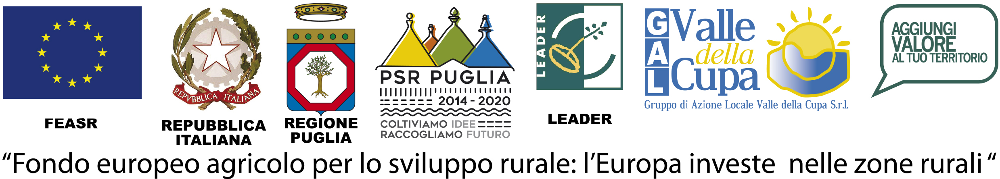 FEASR
REPVBBLICA ITALIANA
REPUBBLICA
ITALIANA
REGIONE
PUGLIA
PSR PUGLIA
2014 - 2020
COLTIVIAMO IDEE
RACCOGLIAMO FUTURO
LEADER
LEADER
GAL
Valle
della
Cupa
Gruppo di Azione Locale Valle della Cupa S.r.l.
AGGIUNGI
VALORE
AL TUO TERRITORIO
“Fondo europeo agricolo per lo sviluppo rurale: l’Europa investe  nelle zone rurali “